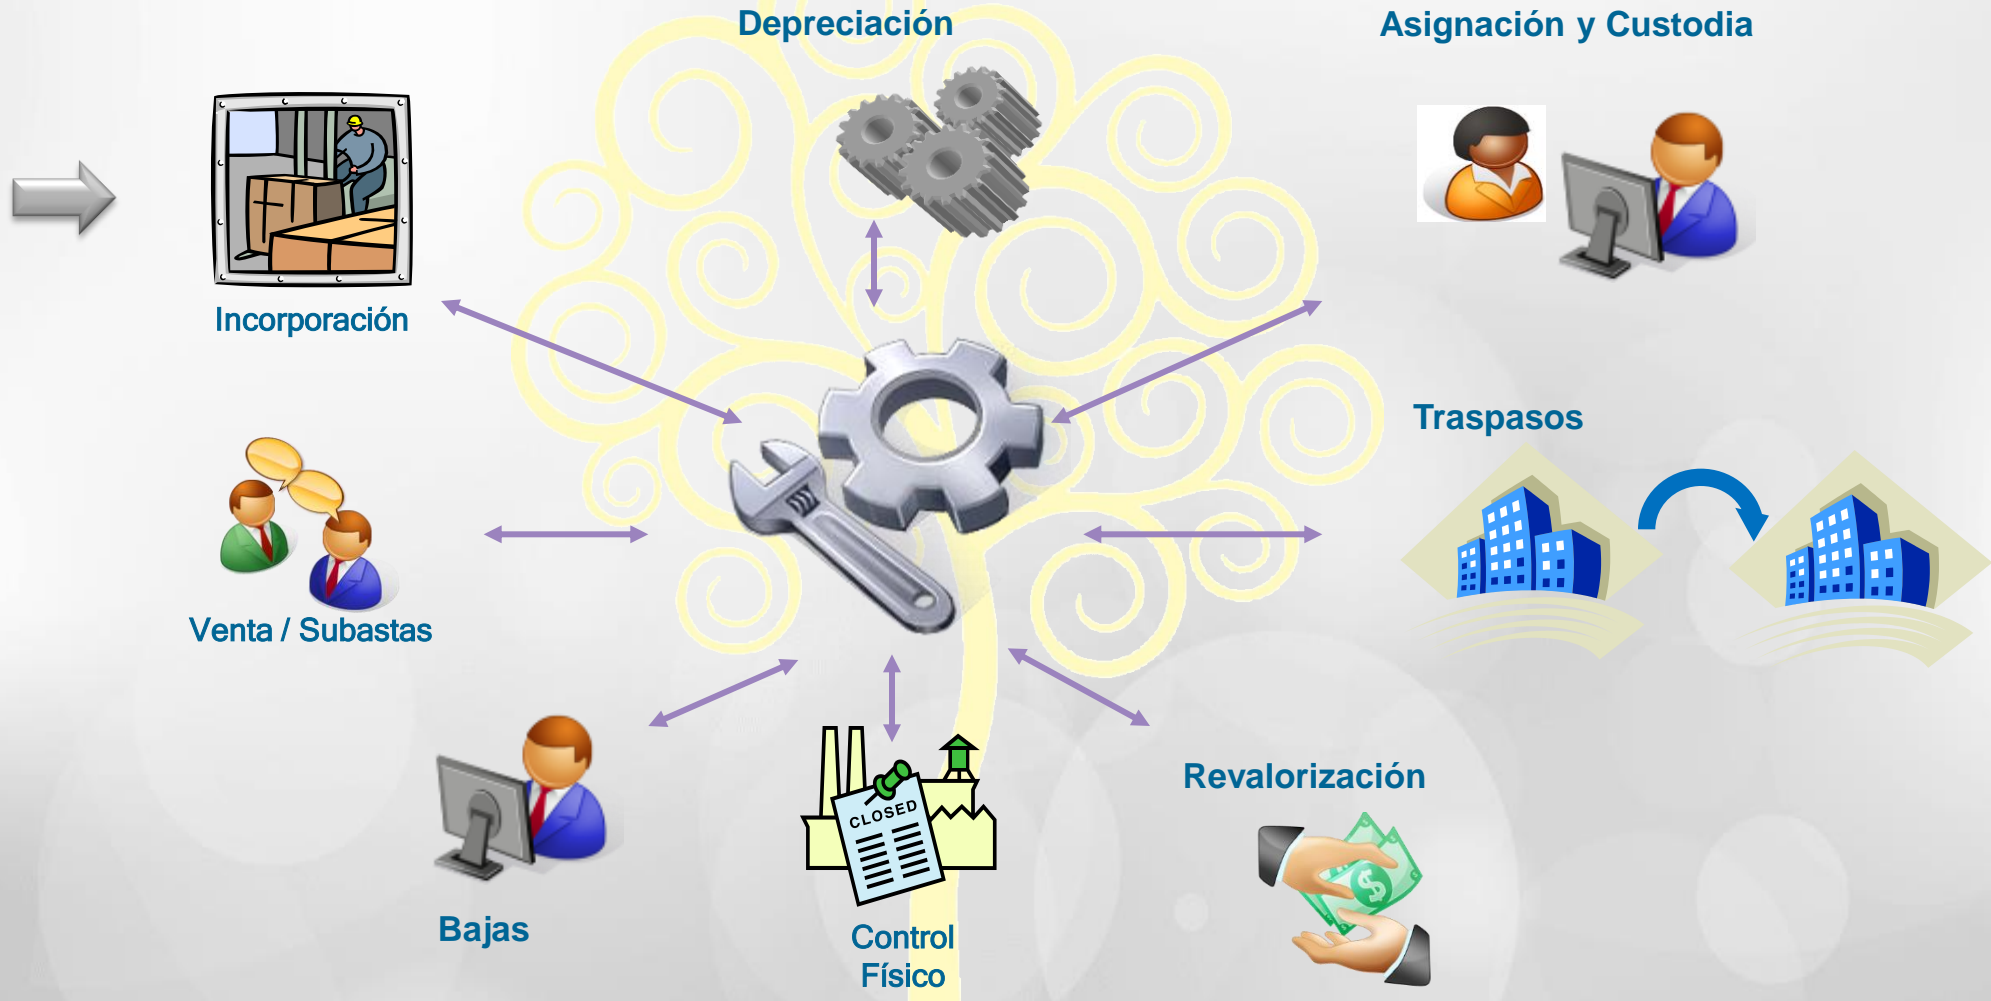 Depreciación
Asignación y Custodia
Incorporación
Traspasos
Venta / Subastas
Revalorización
CLOSED
Bajas
Control
Físico